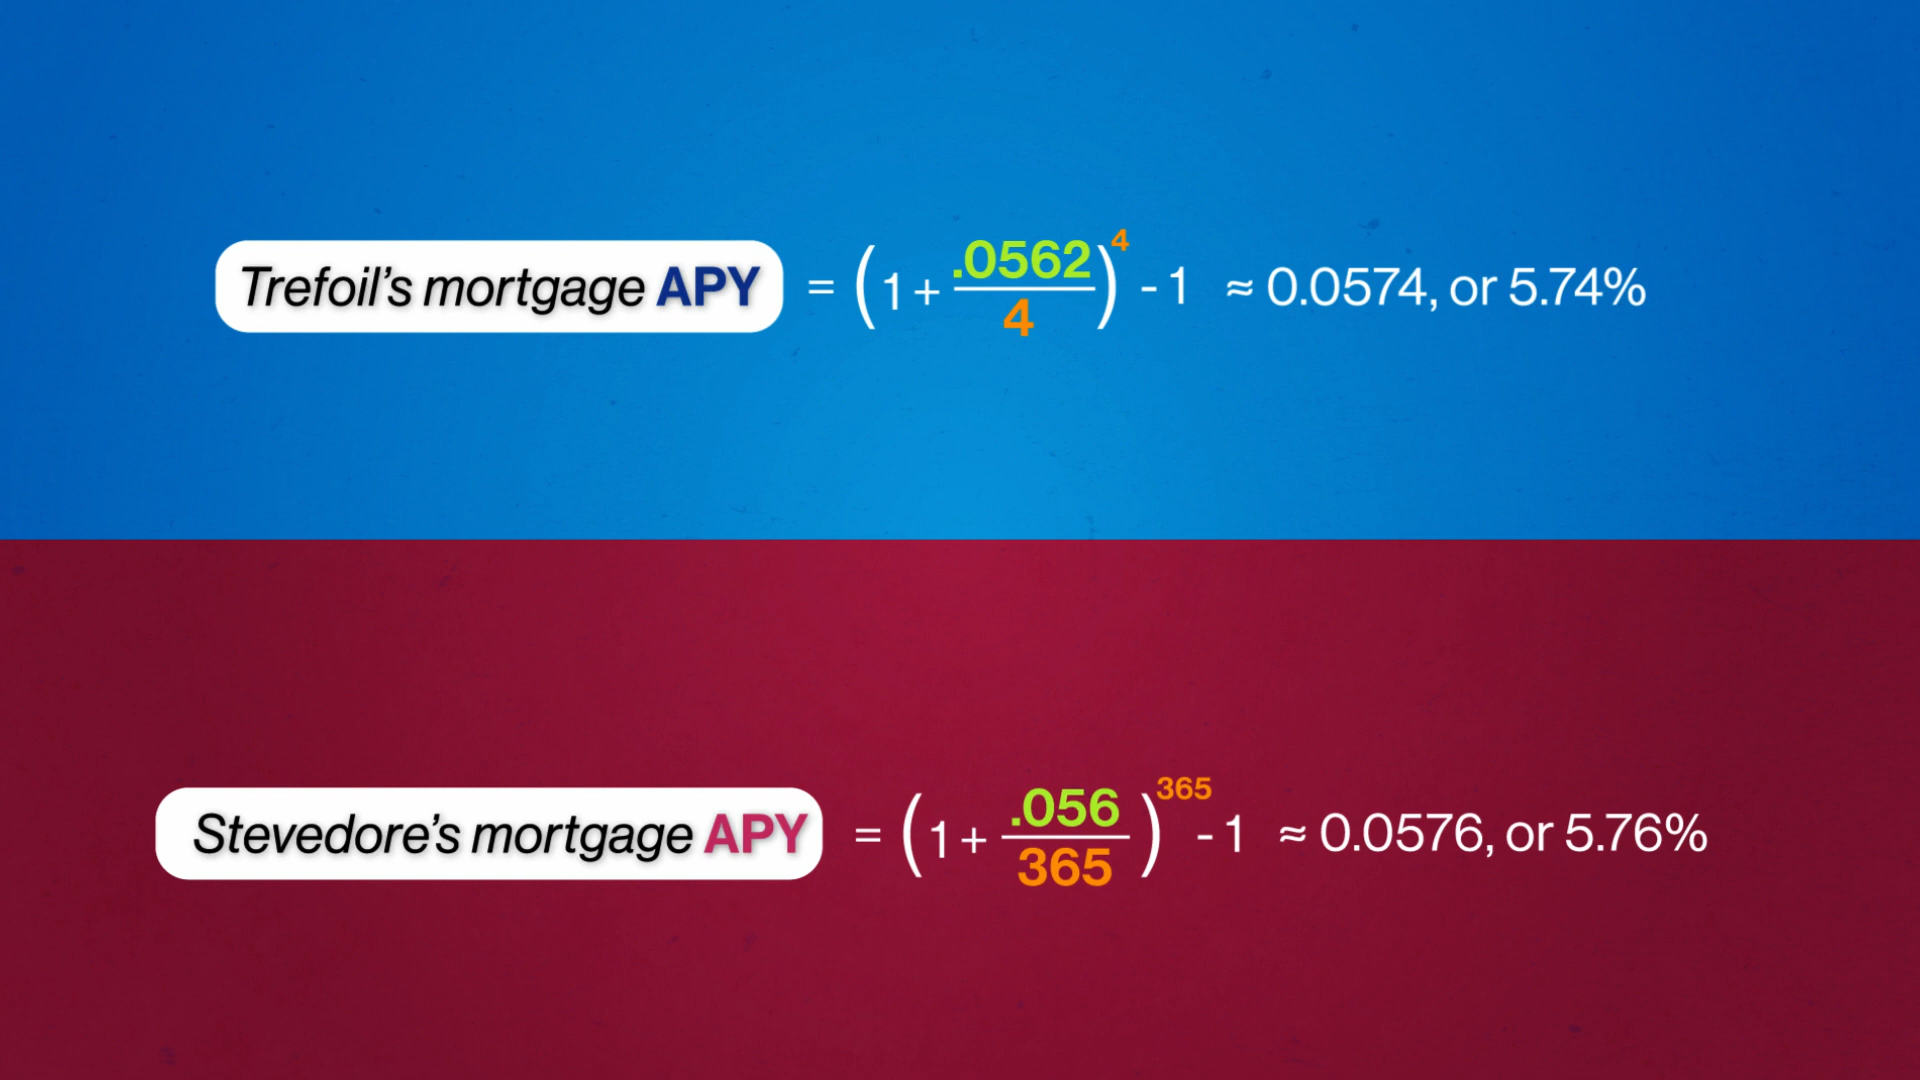 Trefoil's mortgage APY = (1 + .0562/4)^4 - 1 ≈ 0.0574, or 5.74%
Stevedore's mortgage APY = (1 + .056/365)^365 - 1 ≈ 0.0576, or 5.76%